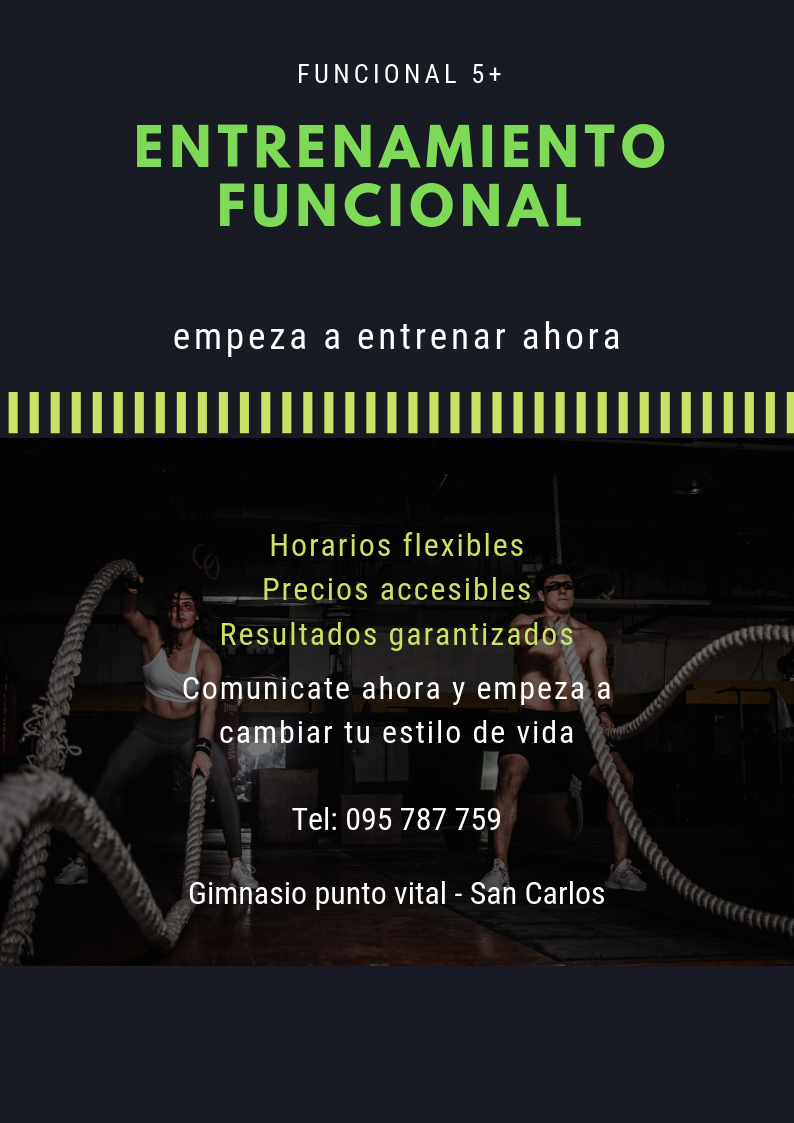 FUNCIONAL 5+
ENTRENAMIENTO
FUNCIONAL
empeza a entrenar ahora
Horarios flexibles
Precios accesibles
Resultados garantizados
Comunicate ahora y empeza a
cambiar tu estilo de vida
Tel: 095 787 759
Gimnasio punto vital - San Carlos